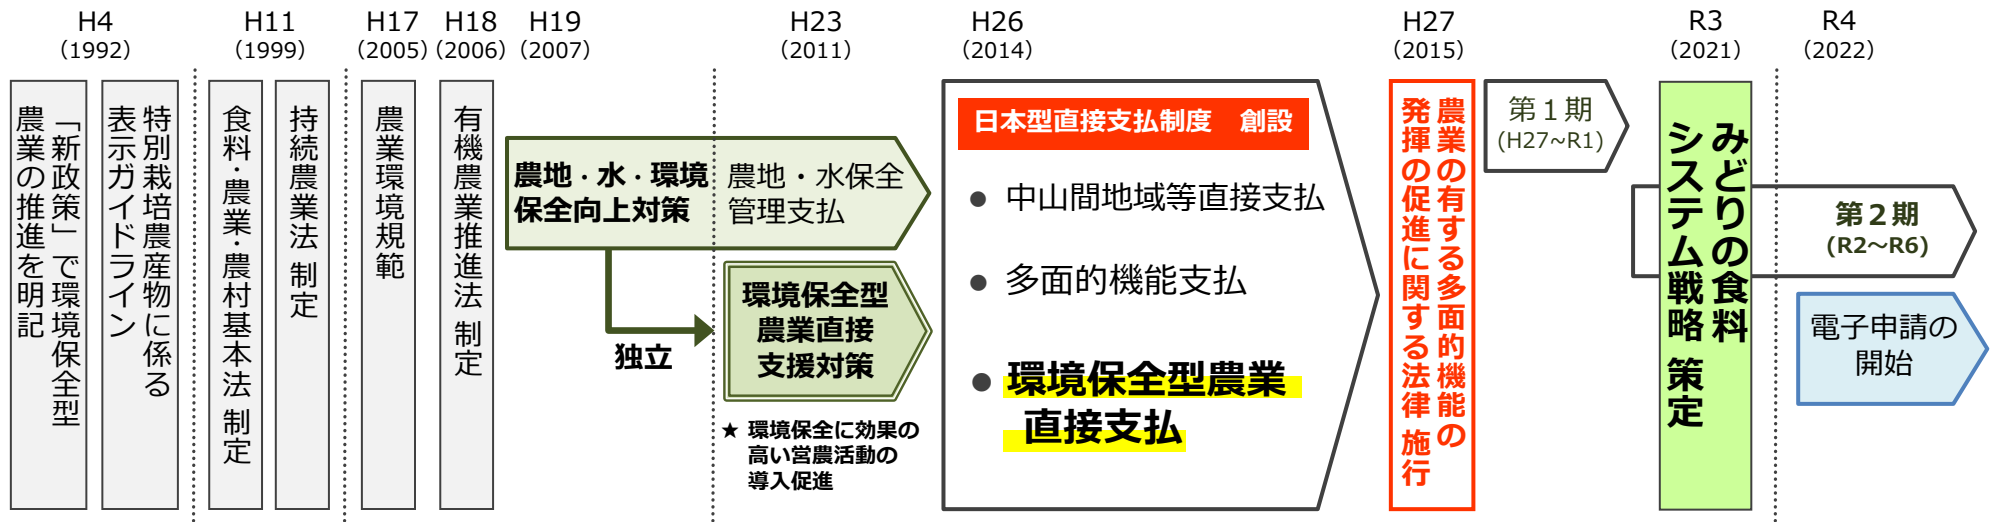 H4
（1992）
H11
（1999）
H17
（2005）
H18
（2006）
H19
（2007）
H23
（2011）
H26
（2014）
H27
（2015）
R3
（2021）
R4
（2022）
「新政策」で環境保全型
農業の推進を明記
特別栽培農産物に係る
表示ガイドライン
食料・農業・農村基本法 制定
持続農業法 制定
農業環境規範
有機農業推進法 制定
農地・水・環境
保全向上対策
農地・水保全
管理支払
独立
環境保全型
農業直接
支援対策
★ 環境保全に効果の
高い営農活動の
導入促進
日本型直接支払制度　創設
● 中山間地域等直接支払
● 多面的機能支払
● 環境保全型農業
直接支払
農業の有する多面的機能の
発揮の促進に関する法律 施行
第１期
(H27~R1)
みどりの食料
システム戦略 策定
第２期
(R2～R6)
電子申請の
開始